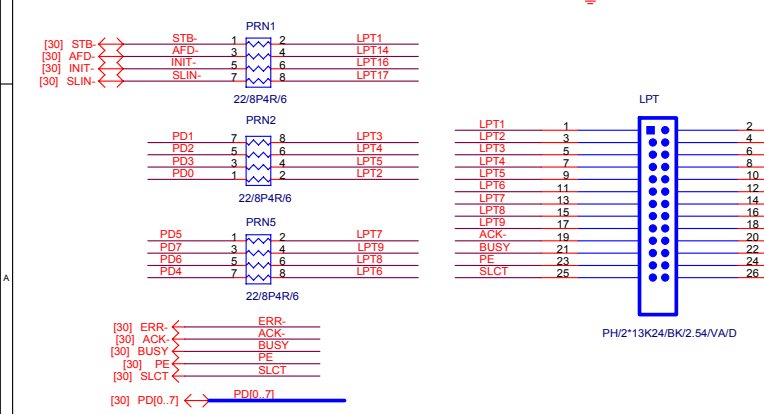 PRN1
[30] STB- STB- 1 2 LPT1
[30] AFD- AFD- 3 4 LPT14
[30] INIT- INIT- 5 6 LPT16
[30] SLIN- SLIN- 7 8 LPT17
22/8P4R/6
PRN2
PD1 7 8 LPT3
PD2 5 6 LPT4
PD3 3 4 LPT5
PD0 1 2 LPT2
22/8P4R/6
PRN5
PD5 1 2 LPT7
PD7 3 4 LPT9
PD6 5 6 LPT8
PD4 7 8 LPT6
22/8P4R/6
[30] ERR- ERR-
[30] ACK- ACK-
[30] BUSY BUSY
[30] PE PE
[30] SLCT SLCT
[30] PD[0..7] PD[0..7]
LPT
LPT1 1 2
LPT2 3 4
LPT3 5 6
LPT4 7 8
LPT5 9 10
LPT6 11 12
LPT7 13 14
LPT8 15 16
LPT9 17 18
ACK- 19 20
BUSY 21 22
PE 23 24
SLCT 25 26
PH/2*13K24/BK/2.54/VA/D
A